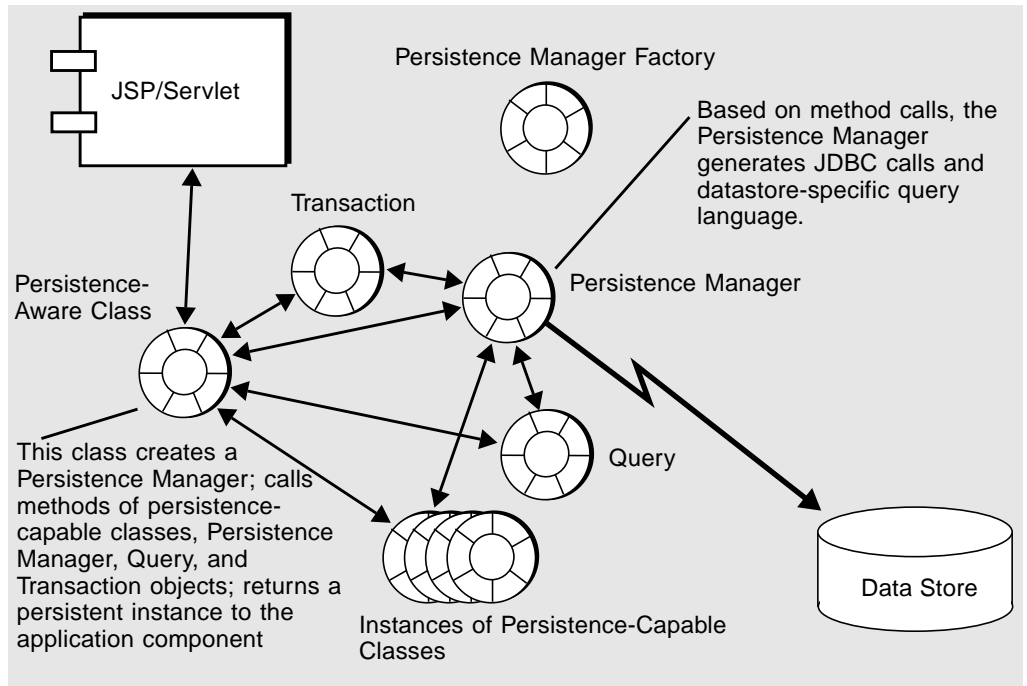 JSP/Servlet
Persistence Manager Factory
Based on method calls, the
Persistence Manager
generates JDBC calls and
datastore-specific query
language.
Transaction
Persistence-
Aware Class
Persistence Manager
This class creates a
Persistence Manager; calls
methods of persistence-
capable classes, Persistence
Manager, Query, and
Transaction objects; returns a
persistent instance to the
application component
Query
Instances of Persistence-Capable
Classes
Data Store